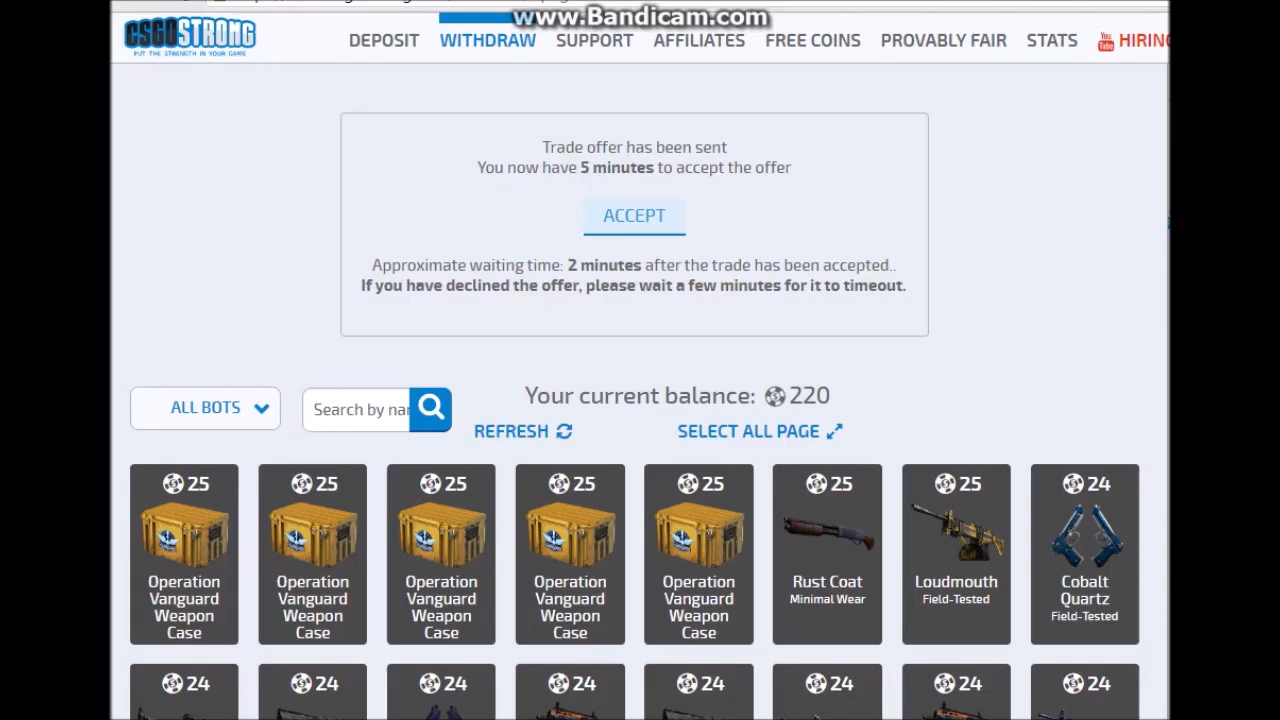 www.Bandicam.com
CSGOSTRONG
PUT THE STRENGTH IN YOUR GAME
DEPOSIT WITHDRAW SUPPORT AFFILIATES FREE COINS PROVABLY FAIR STATS You Tube HIRING
Trade offer has been sent
You now have 5 minutes to accept the offer
ACCEPT
Approximate waiting time: 2 minutes after the trade has been accepted..
If you have declined the offer, please wait a few minutes for it to timeout.
ALL BOTS
Search by nar
Your current balance: 220
REFRESH SELECT ALL PAGE
25 25 25 25 25 25 25 24
Operation Vanguard Weapon Case
Operation Vanguard Weapon Case
Operation Vanguard Weapon Case
Operation Vanguard Weapon Case
Operation Vanguard Weapon Case
Rust Coat
Minimal Wear
Loudmouth
Field-Tested
Cobalt Quartz
Field-Tested
24 24 24 24 24 24 24 24